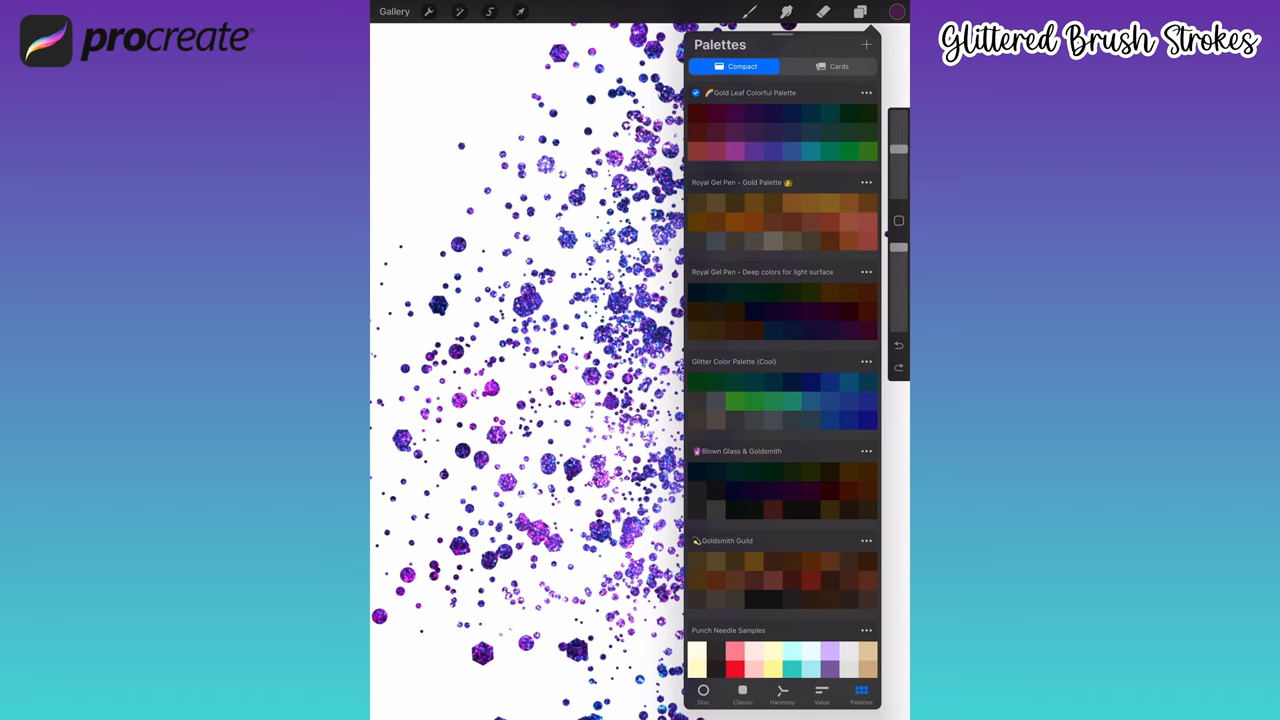 procreate®
Glittered Brush Strokes
Gallery
Palettes
Compact
Cards
Gold Leaf Colorful Palette
Royal Gel Pen - Gold Palette
Royal Gel Pen - Deep colors for light surface
Glitter Color Palette (Cool)
Blown Glass & Goldsmith
Goldsmith Guild
Punch Needle Samples
Disc
Classic
Harmony
Value
Palettes